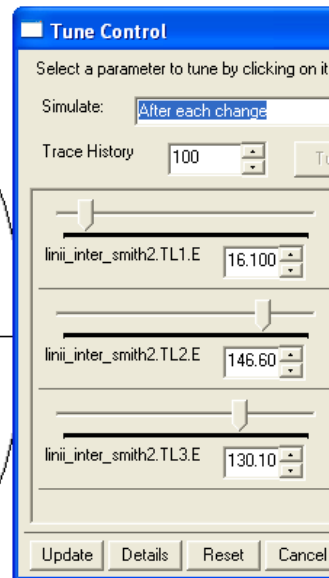 Tune Control
Select a parameter to tune by clicking on it
Simulate: After each change
Trace History 100
linii_inter_smith2.TL1.E 16.100
linii_inter_smith2.TL2.E 146.60
linii_inter_smith2.TL3.E 130.10
Update Details Reset Cancel